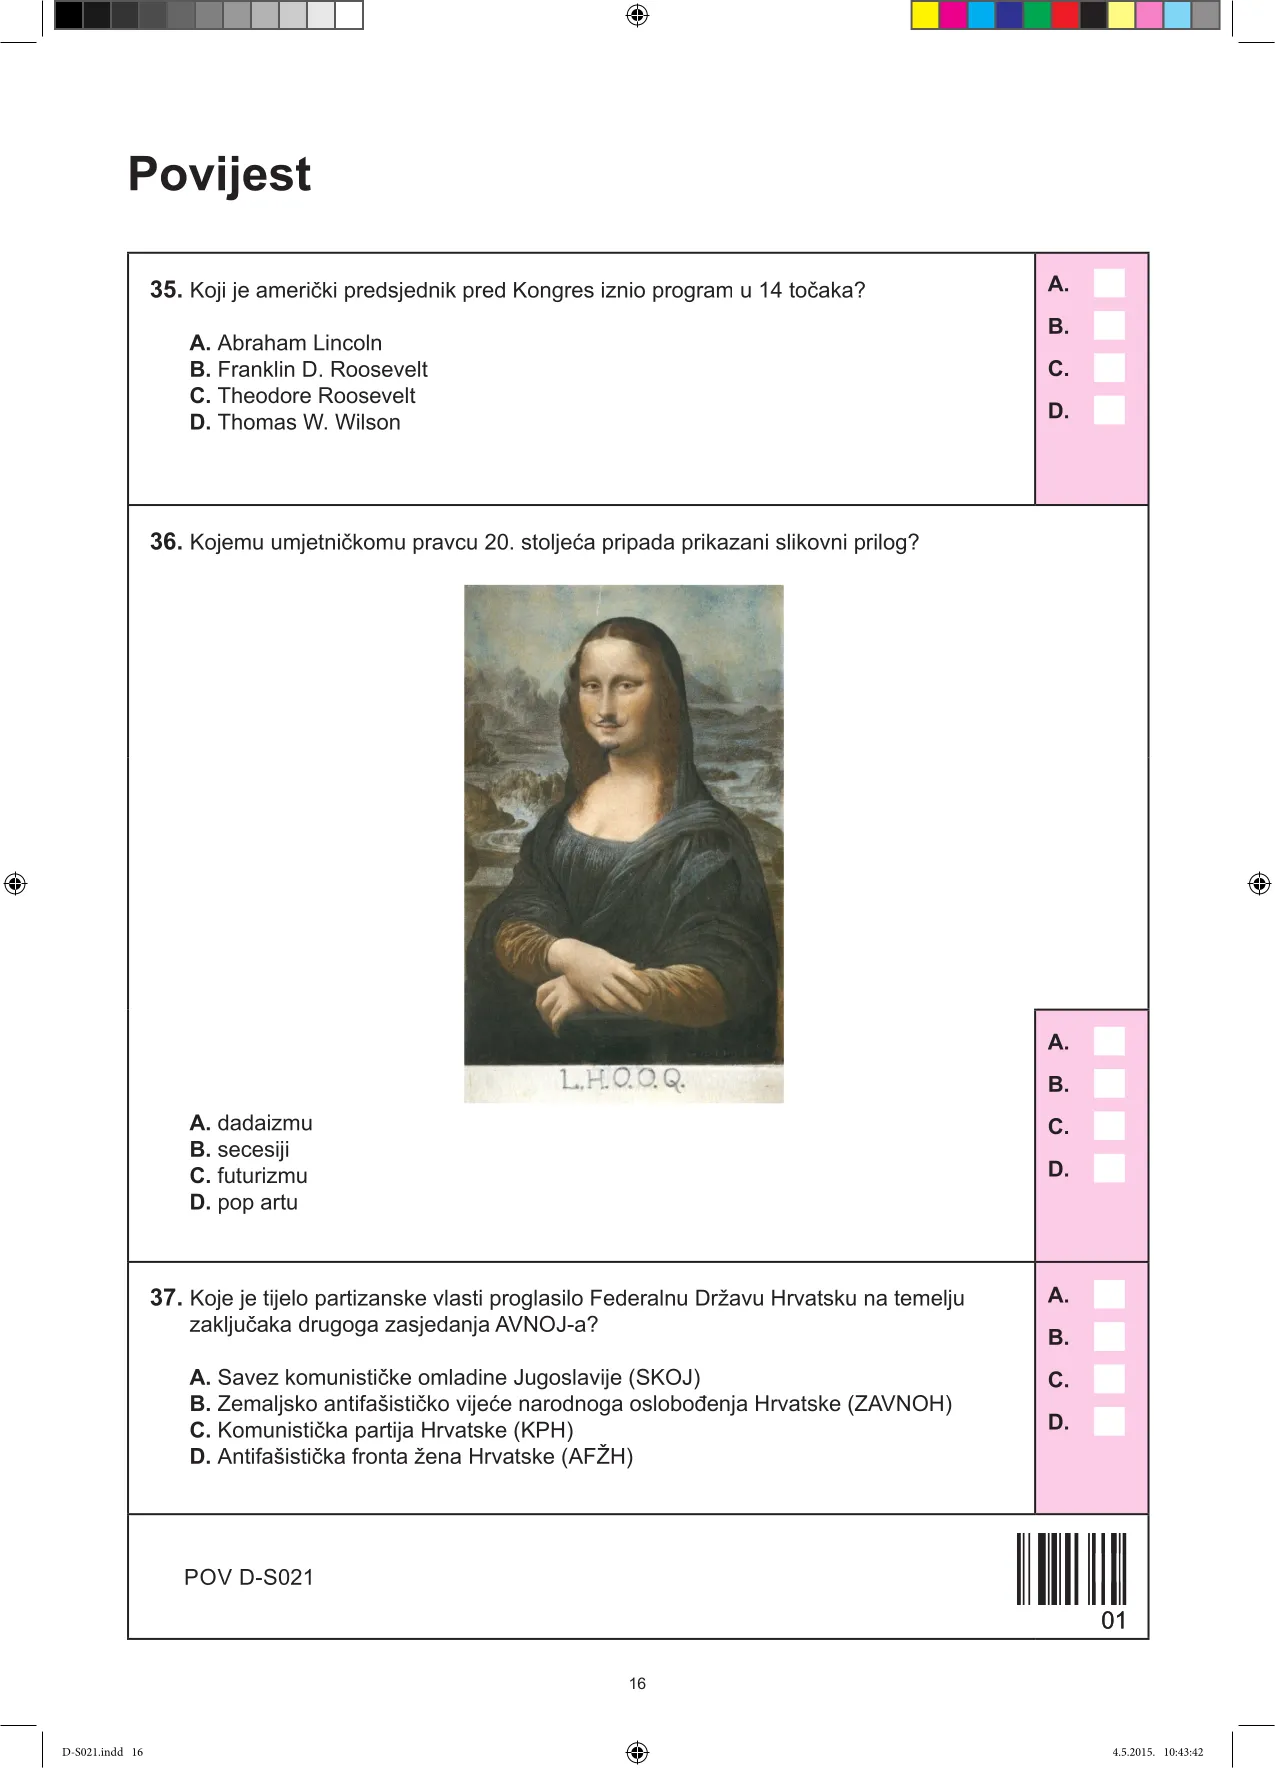 Povijest
35. Koji je američki predsjednik pred Kongres iznio program u 14 točaka?
A. Abraham Lincoln
B. Franklin D. Roosevelt
C. Theodore Roosevelt
D. Thomas W. Wilson
A.
B.
C.
D.
36. Kojemu umjetničkomu pravcu 20. stoljeća pripada prikazani slikovni prilog?
L.H.O.O.Q.
A. dadaizmu
B. secesiji
C. futurizmu
D. pop artu
A.
B.
C.
D.
37. Koje je tijelo partizanske vlasti proglasilo Federalnu Državu Hrvatsku na temelju
zaključaka drugoga zasjedanja AVNOJ-a?
A. Savez komunističke omladine Jugoslavije (SKOJ)
B. Zemaljsko antifašističko vijeće narodnoga oslobođenja Hrvatske (ZAVNOH)
C. Komunistička partija Hrvatske (KPH)
D. Antifašistička fronta žena Hrvatske (AFŽH)
A.
B.
C.
D.
POV D-S021
01
16
D-S021.indd 16
4.5.2015. 10:43:42